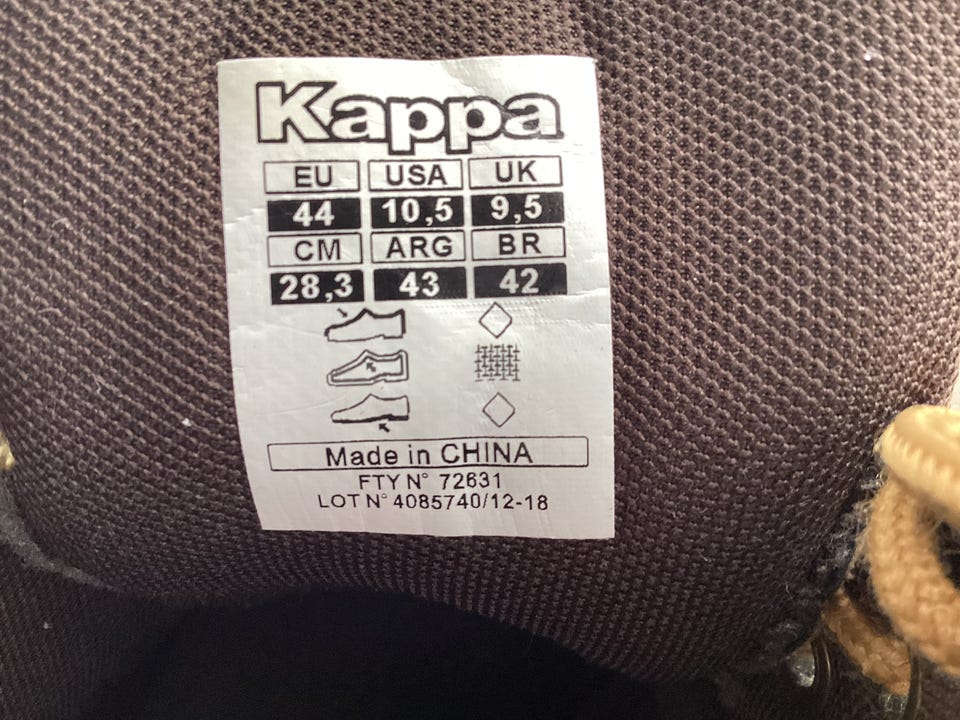 Kappa
EU USA UK
44 10,5 9,5
CM ARG BR
28,3 43 42
Made in CHINA
FTY N° 72631
LOT N° 4085740/12-18